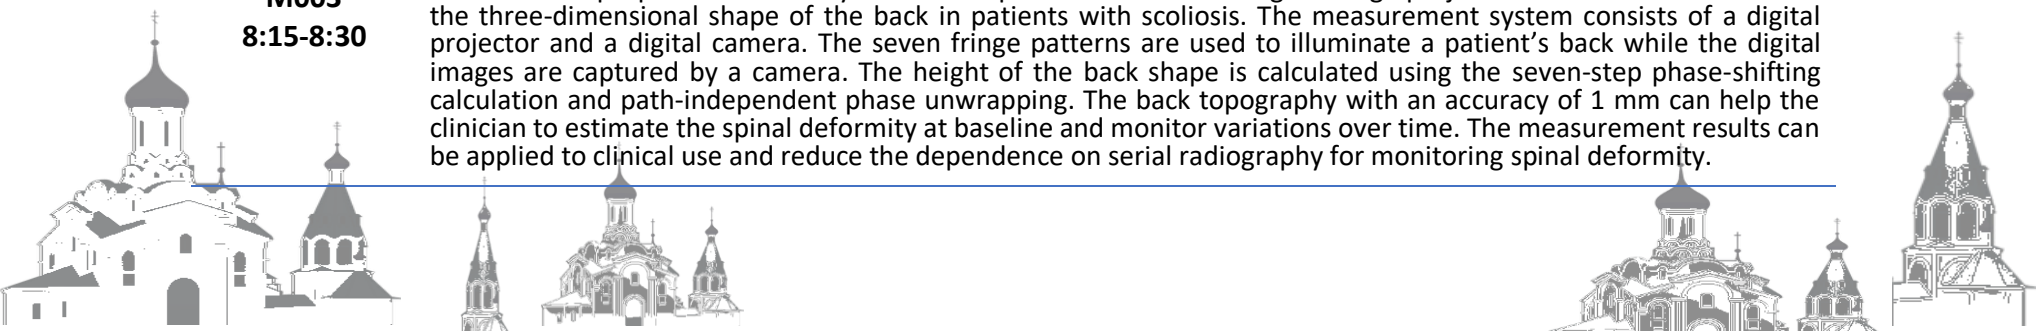 M003
8:15-8:30
the three-dimensional shape of the back in patients with scoliosis. The measurement system consists of a digital
projector and a digital camera. The seven fringe patterns are used to illuminate a patient’s back while the digital
images are captured by a camera. The height of the back shape is calculated using the seven-step phase-shifting
calculation and path-independent phase unwrapping. The back topography with an accuracy of 1 mm can help the
clinician to estimate the spinal deformity at baseline and monitor variations over time. The measurement results can
be applied to clinical use and reduce the dependence on serial radiography for monitoring spinal deformity.